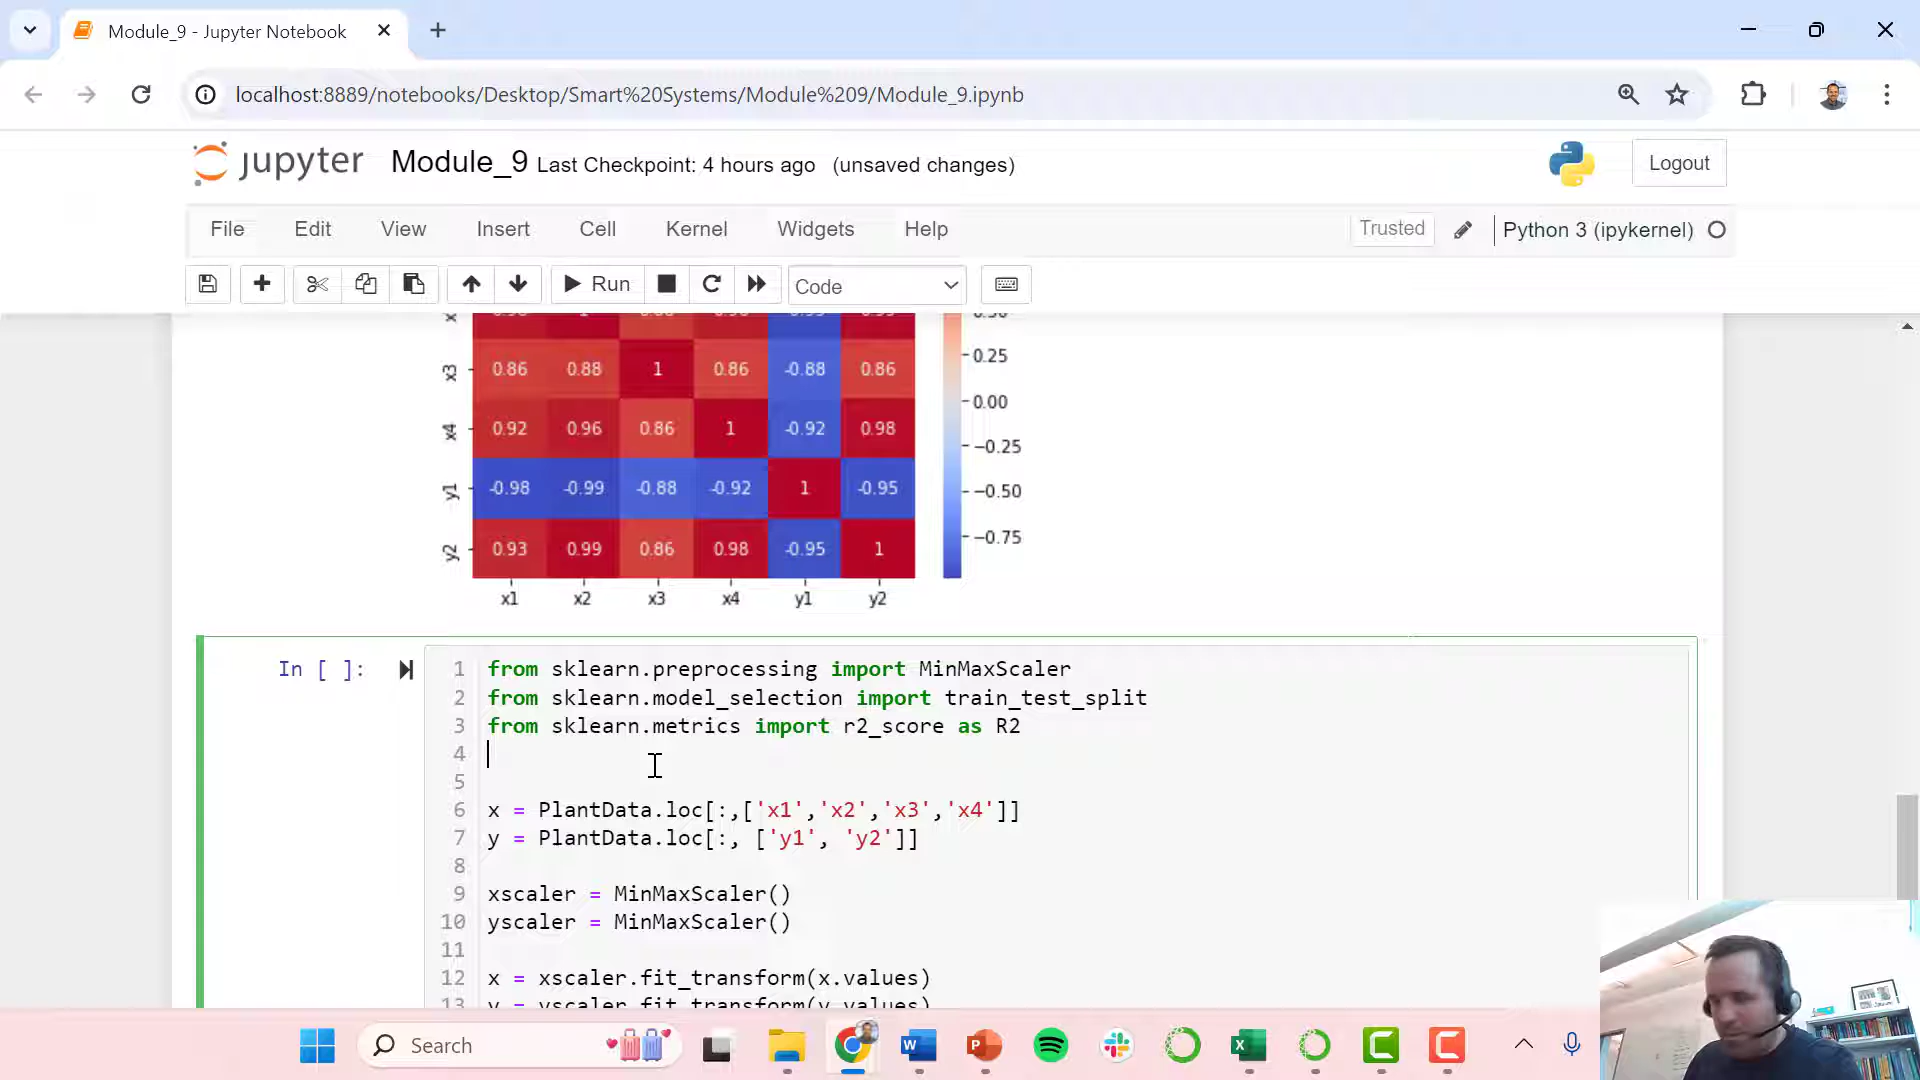 Module_9 - Jupyter Notebook
localhost:8889/notebooks/Desktop/Smart%20Systems/Module%209/Module_9.ipynb
jupyter Module_9 Last Checkpoint: 4 hours ago (unsaved changes)
Logout
File Edit View Insert Cell Kernel Widgets Help
Trusted
Python 3 (ipykernel)
Run
Code
x3 0.86 0.88 1 0.86 -0.88 0.86
x4 0.92 0.96 0.86 1 -0.92 0.98
y1 -0.98 -0.99 -0.88 -0.92 1 -0.95
y2 0.93 0.99 0.86 0.98 -0.95 1
x1 x2 x3 x4 y1 y2
0.25
0.00
−0.25
−0.50
−0.75
In [ ]:
1 from sklearn.preprocessing import MinMaxScaler
2 from sklearn.model_selection import train_test_split
3 from sklearn.metrics import r2_score as R2
4
5
6 x = PlantData.loc[:,['x1','x2','x3','x4']]
7 y = PlantData.loc[:, ['y1', 'y2']]
8
9 xscaler = MinMaxScaler()
10 yscaler = MinMaxScaler()
11
12 x = xscaler.fit_transform(x.values)
13 y = yscaler.fit_transform(y.values)
Search